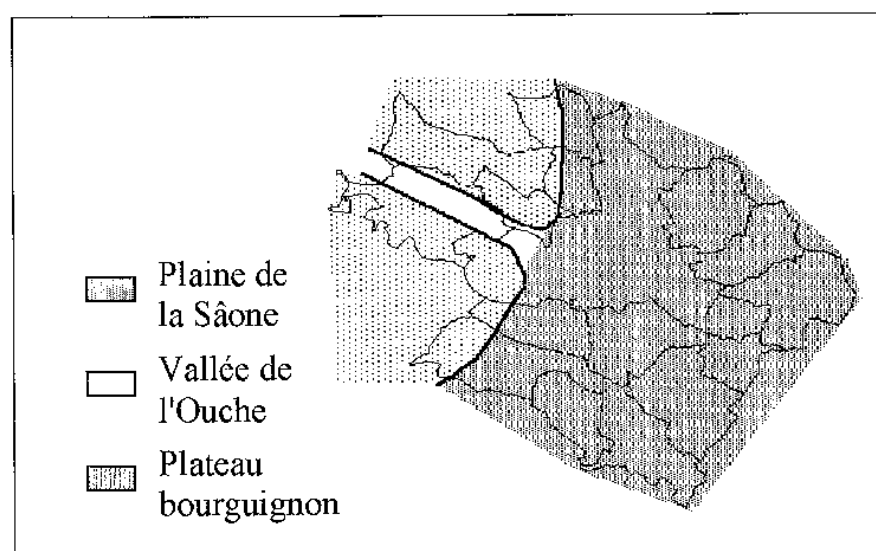 Plaine de
la Sâone
Vallée de
l'Ouche
Plateau
bourguignon